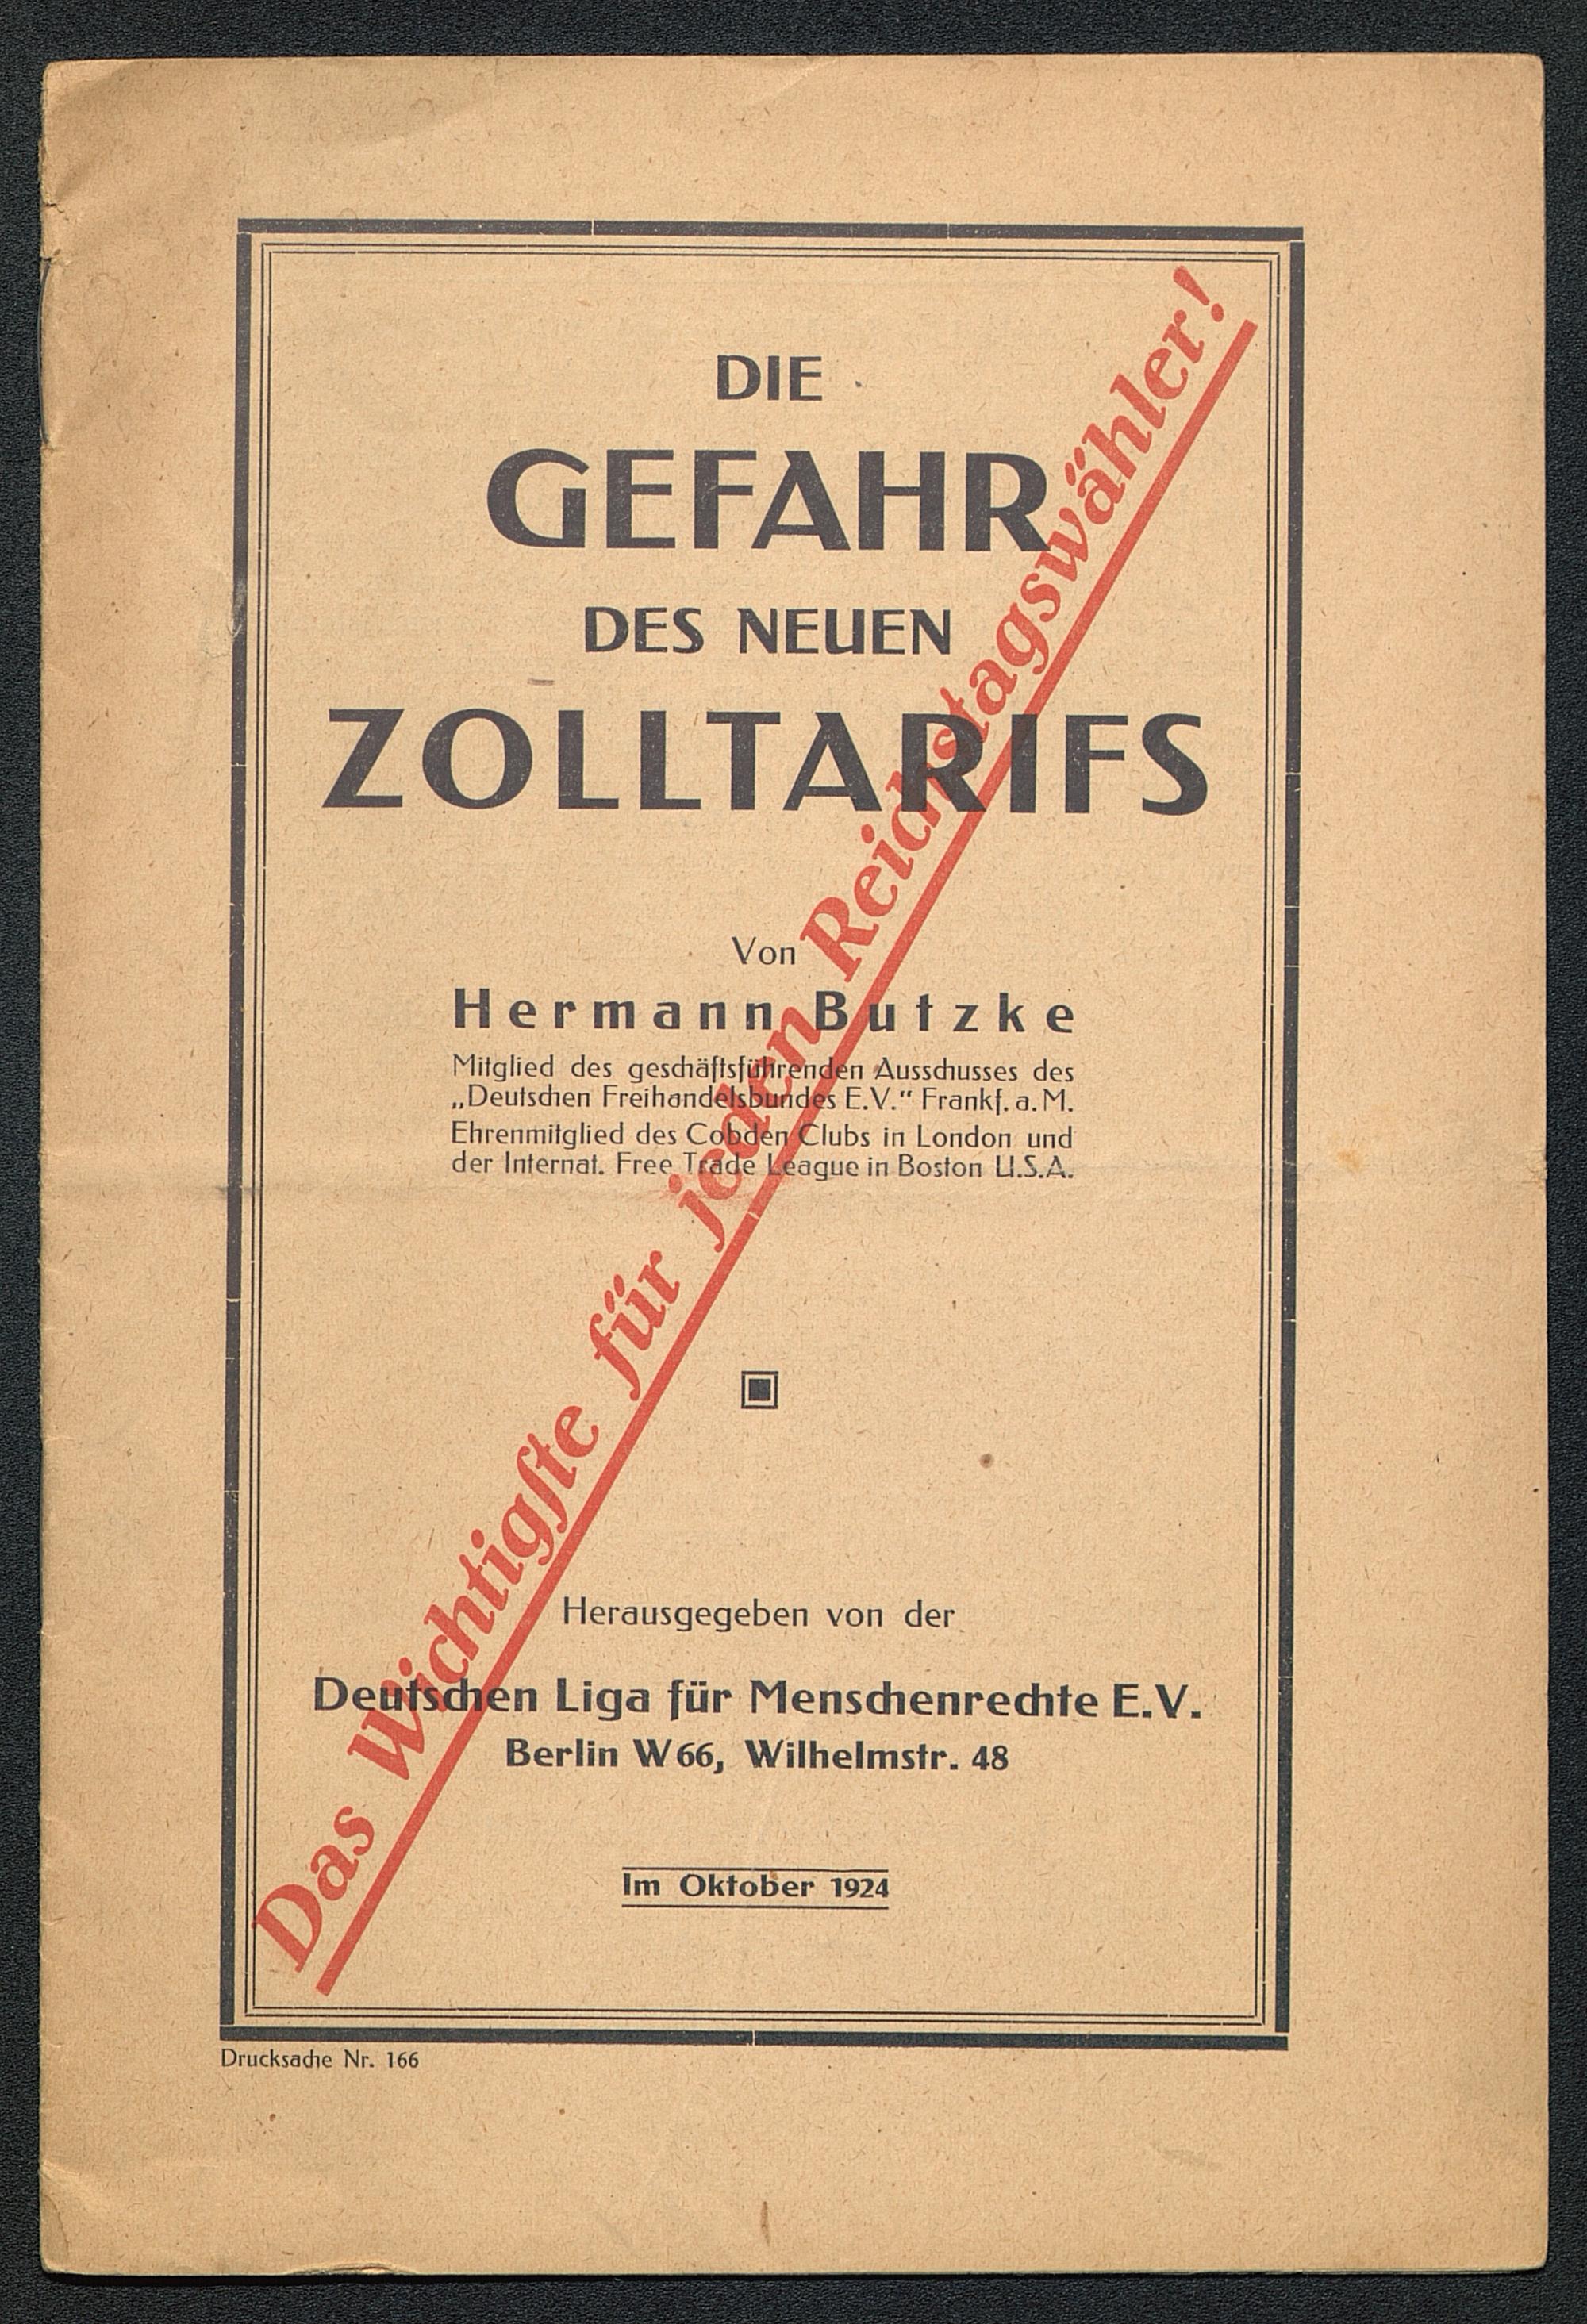 DIE
GEFAHR
DES NEUEN
ZOLLTARIFS
Von
Hermann Butzke
Mitglied des geschäftsführenden Ausschusses des
„Deutschen Freihandelsbundes E.V.“ Frankf. a. M.
Ehrenmitglied des Cobden Clubs in London und
der Internat. Free Trade League in Boston U.S.A.
Das Wichtigſte für jeden Reichstagswähler!
Herausgegeben von der
Deutschen Liga für Menschenrechte E.V.
Berlin W 66, Wilhelmstr. 48
Im Oktober 1924
Drucksache Nr. 166